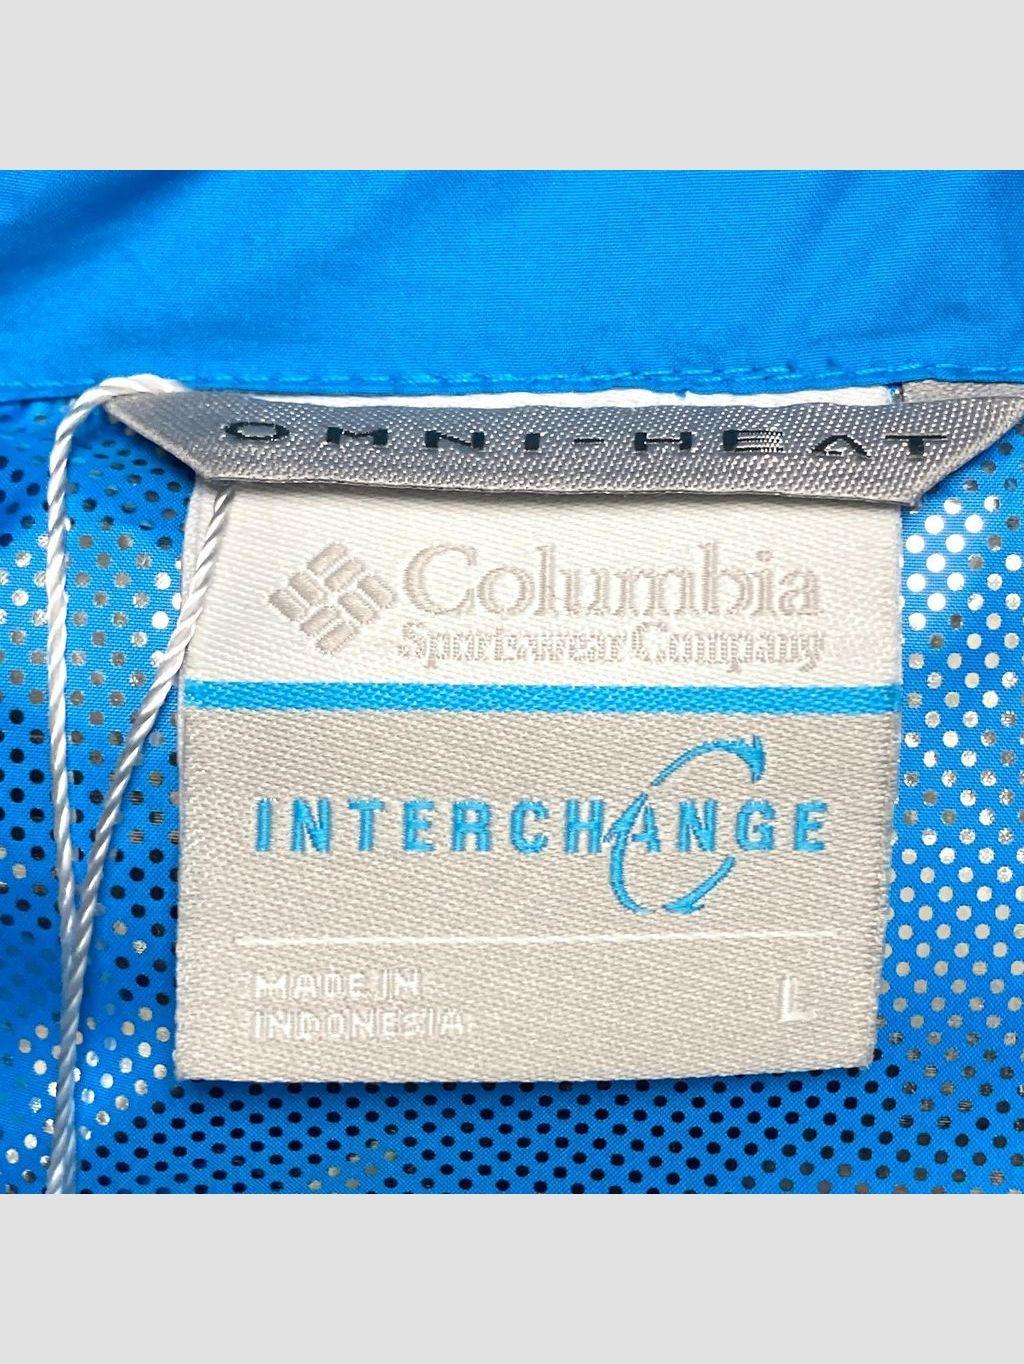 OMNI-HEAT
Columbia
Sportswear Company
INTERCHANGE
MADE IN
INDONESIA
L